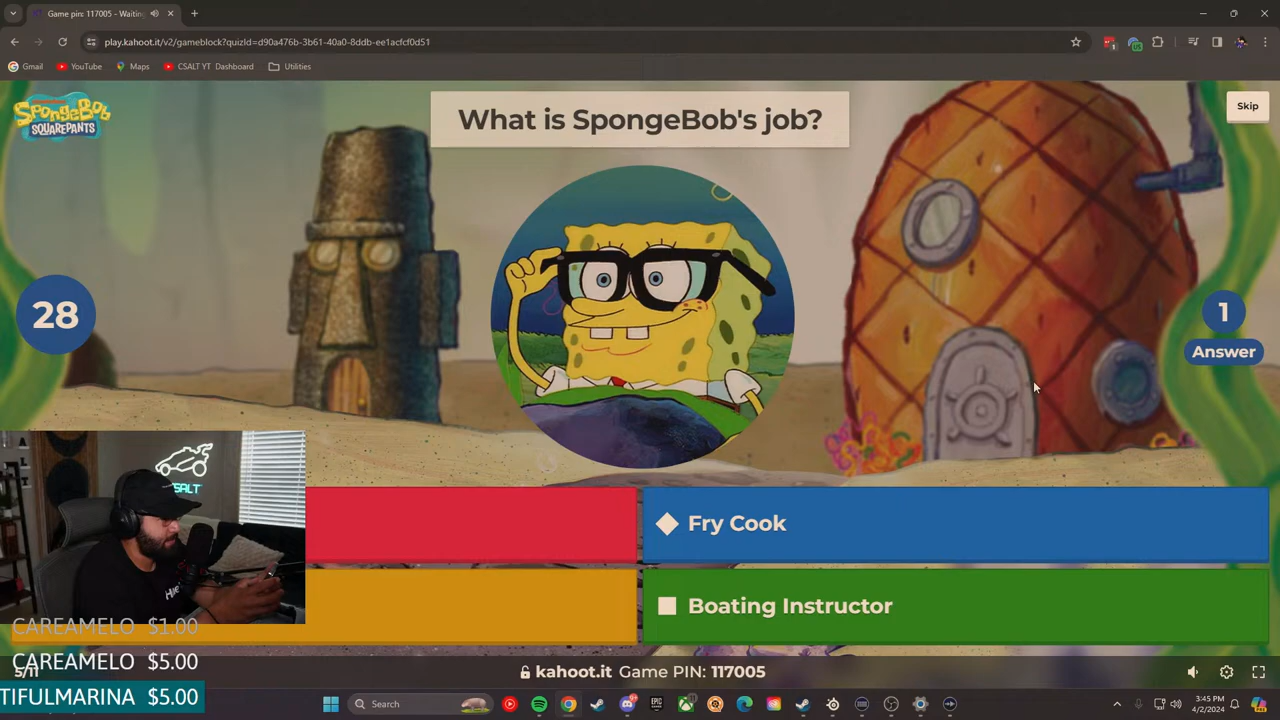 Game pin: 117005 - Waitin
play.kahoot.it/v2/gameblock?quizId=d90a476b-3b61-40a0-8ddb-ee1acfcf0d51
Gmail YouTube Maps CSALT YT Dashboard Utilities
SpongeBob
SQUAREPANTS
What is SpongeBob's job?
Skip
28
1
Answer
SALT
Fry Cook
Boating Instructor
CAREAMELO $1.00
CAREAMELO $5.00
5/11
kahoot.it Game PIN: 117005
TIFULMARINA $5.00
Search
3:45 PM
4/2/2024